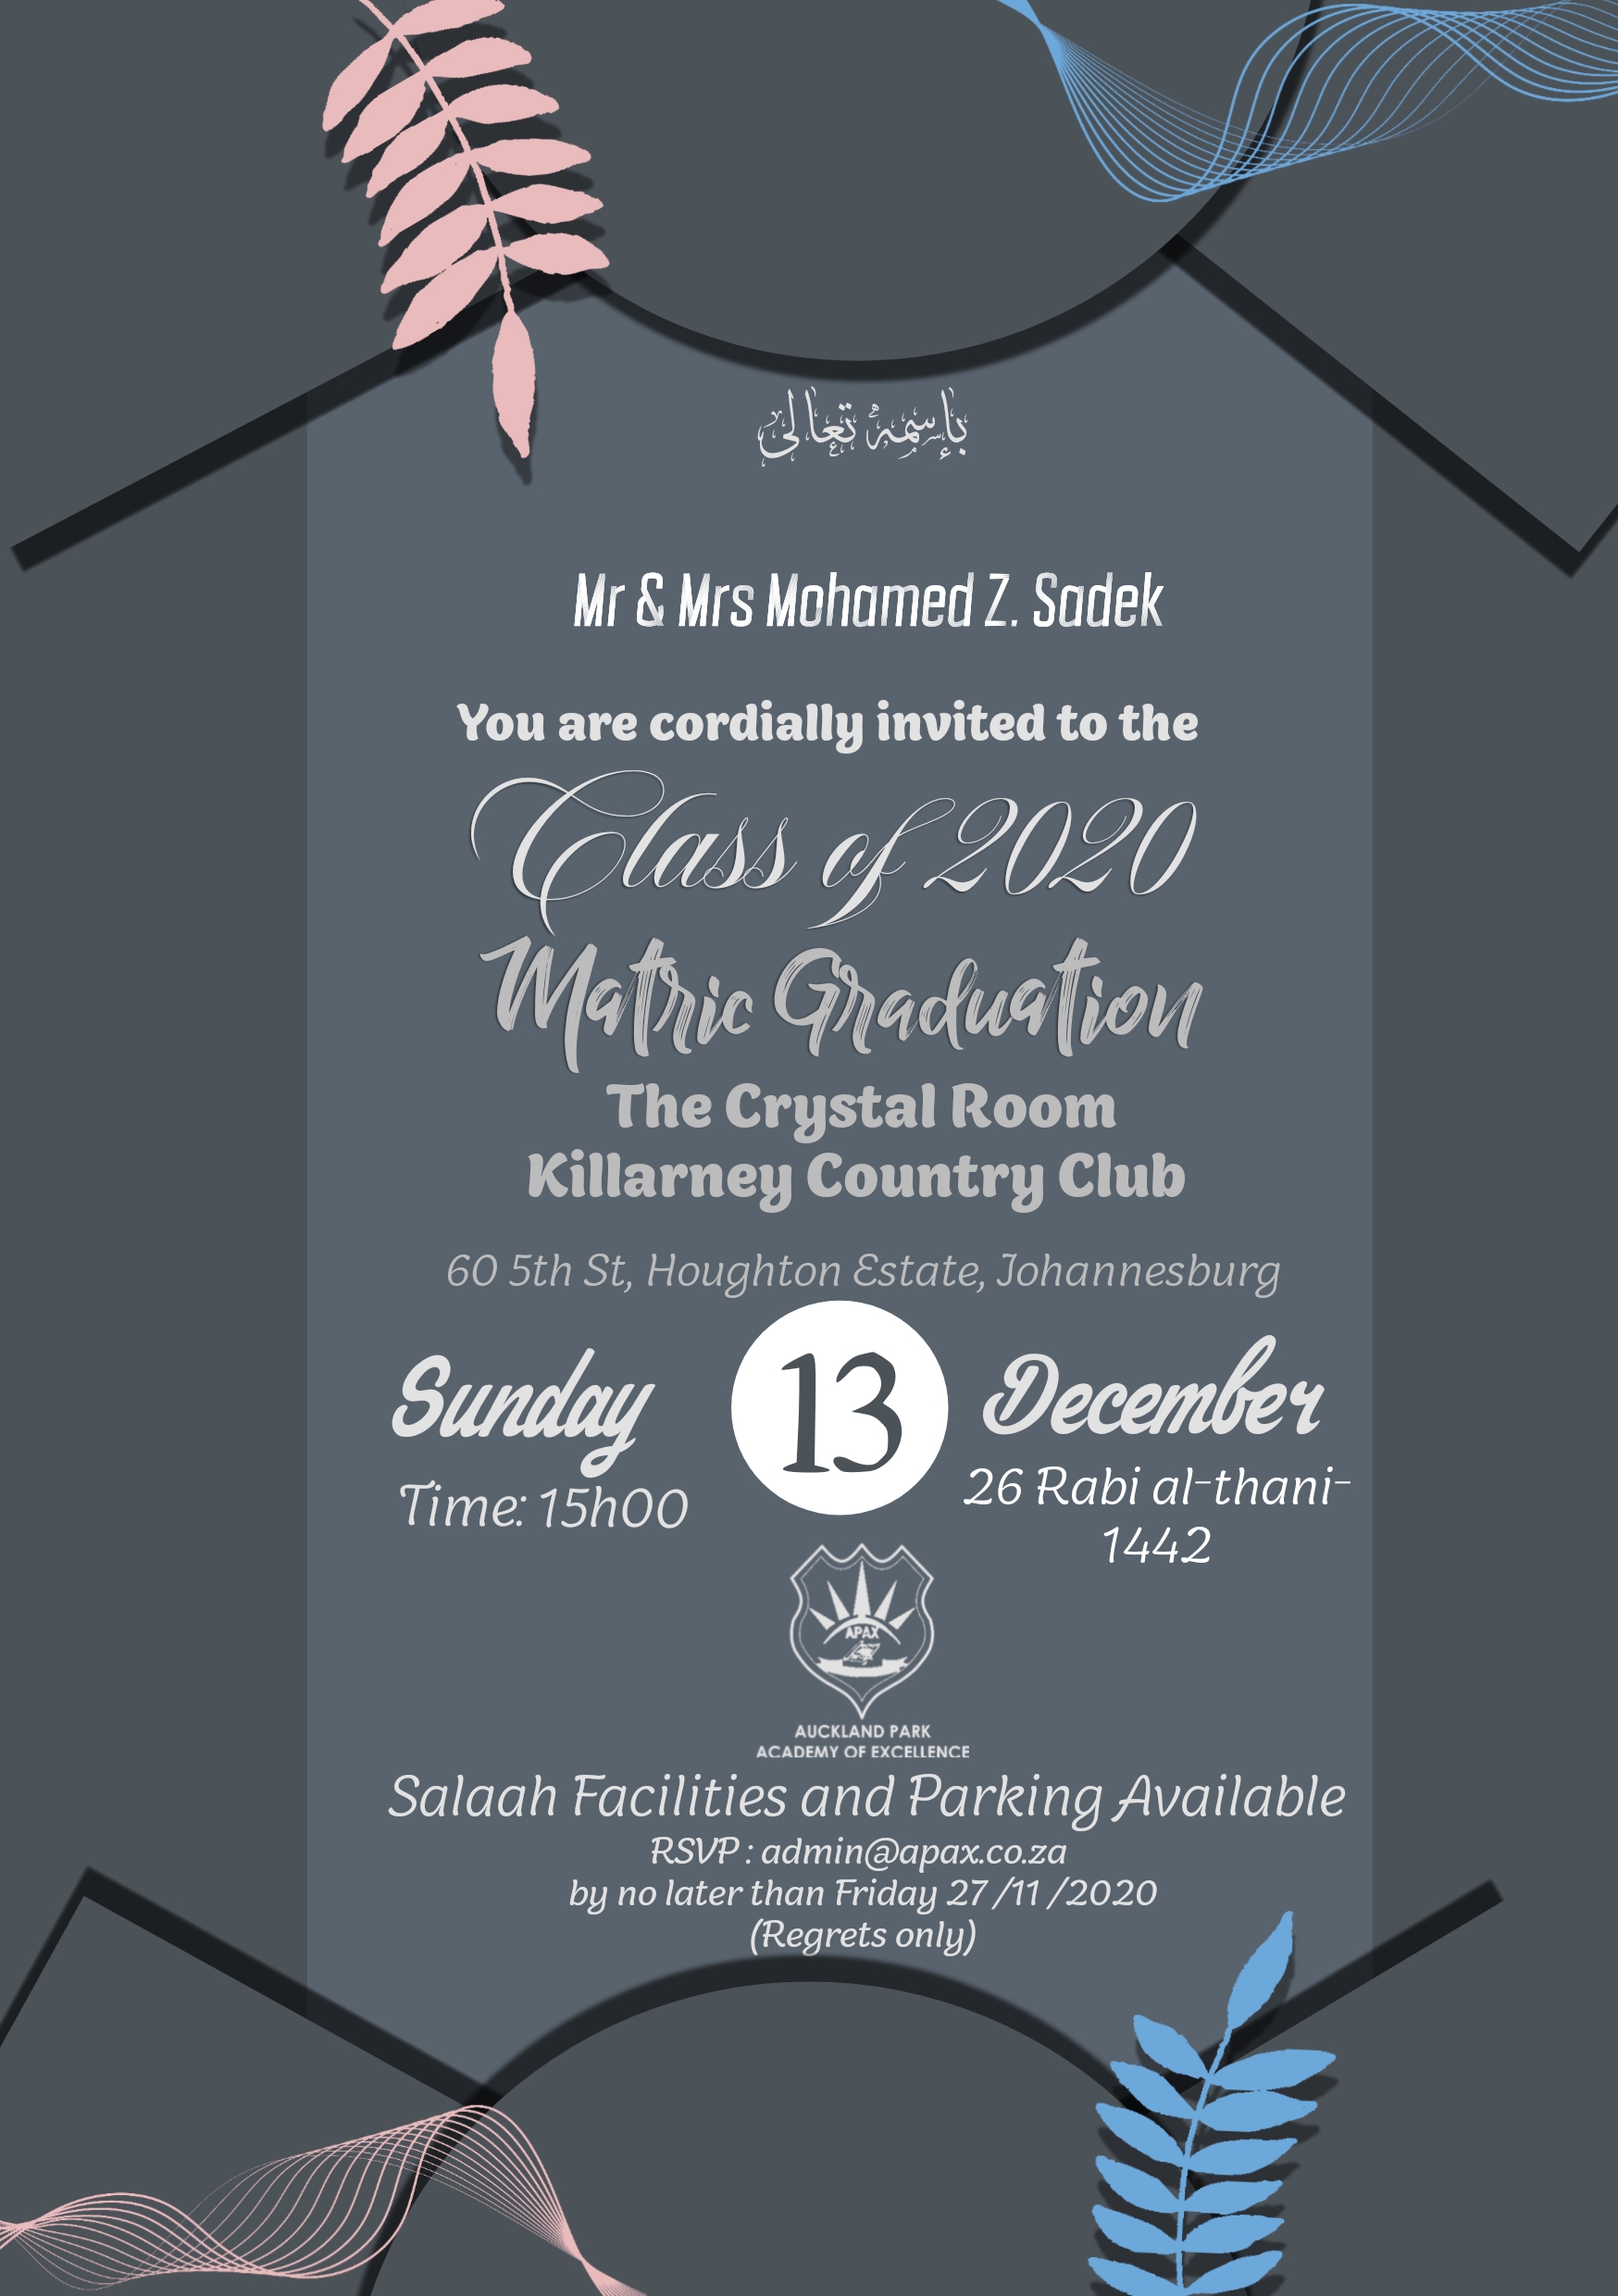 بِاسْمِهٖ تَعَالٰى
Mr & Mrs Mohamed Z. Sadek
You are cordially invited to the
Class of 2020
Matric Graduation
The Crystal Room
Killarney Country Club
60 5th St, Houghton Estate, Johannesburg
Sunday
13
December
Time: 15h00
26 Rabi al-thani-
1442
APAX
AUCKLAND PARK
ACADEMY OF EXCELLENCE
Salaah Facilities and Parking Available
RSVP : admin@apax.co.za
by no later than Friday 27 /11 /2020
(Regrets only)